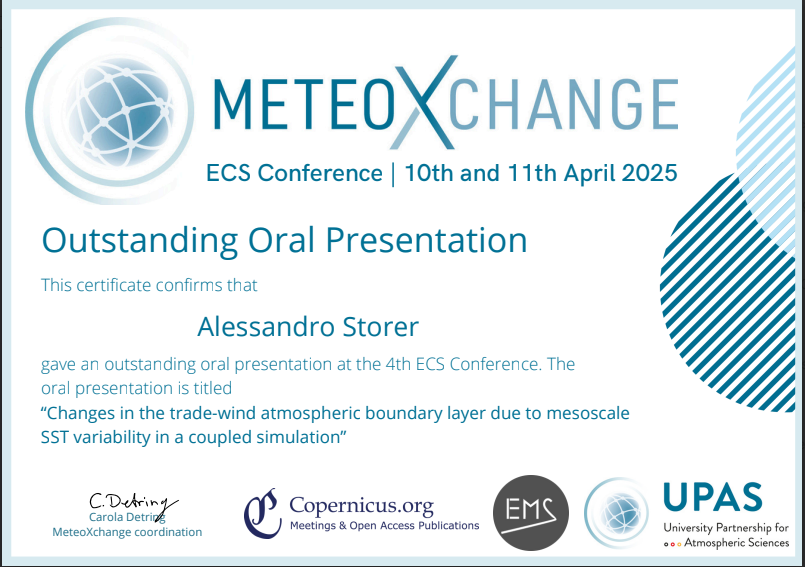 METEOXCHANGE
ECS Conference | 10th and 11th April 2025
Outstanding Oral Presentation
This certificate confirms that
Alessandro Storer
gave an outstanding oral presentation at the 4th ECS Conference. The
oral presentation is titled
“Changes in the trade-wind atmospheric boundary layer due to mesoscale
SST variability in a coupled simulation”
C. Detring
Carola Detring
MeteoXchange coordination
Copernicus.org
Meetings & Open Access Publications
EMS
UPAS
University Partnership for
Atmospheric Sciences